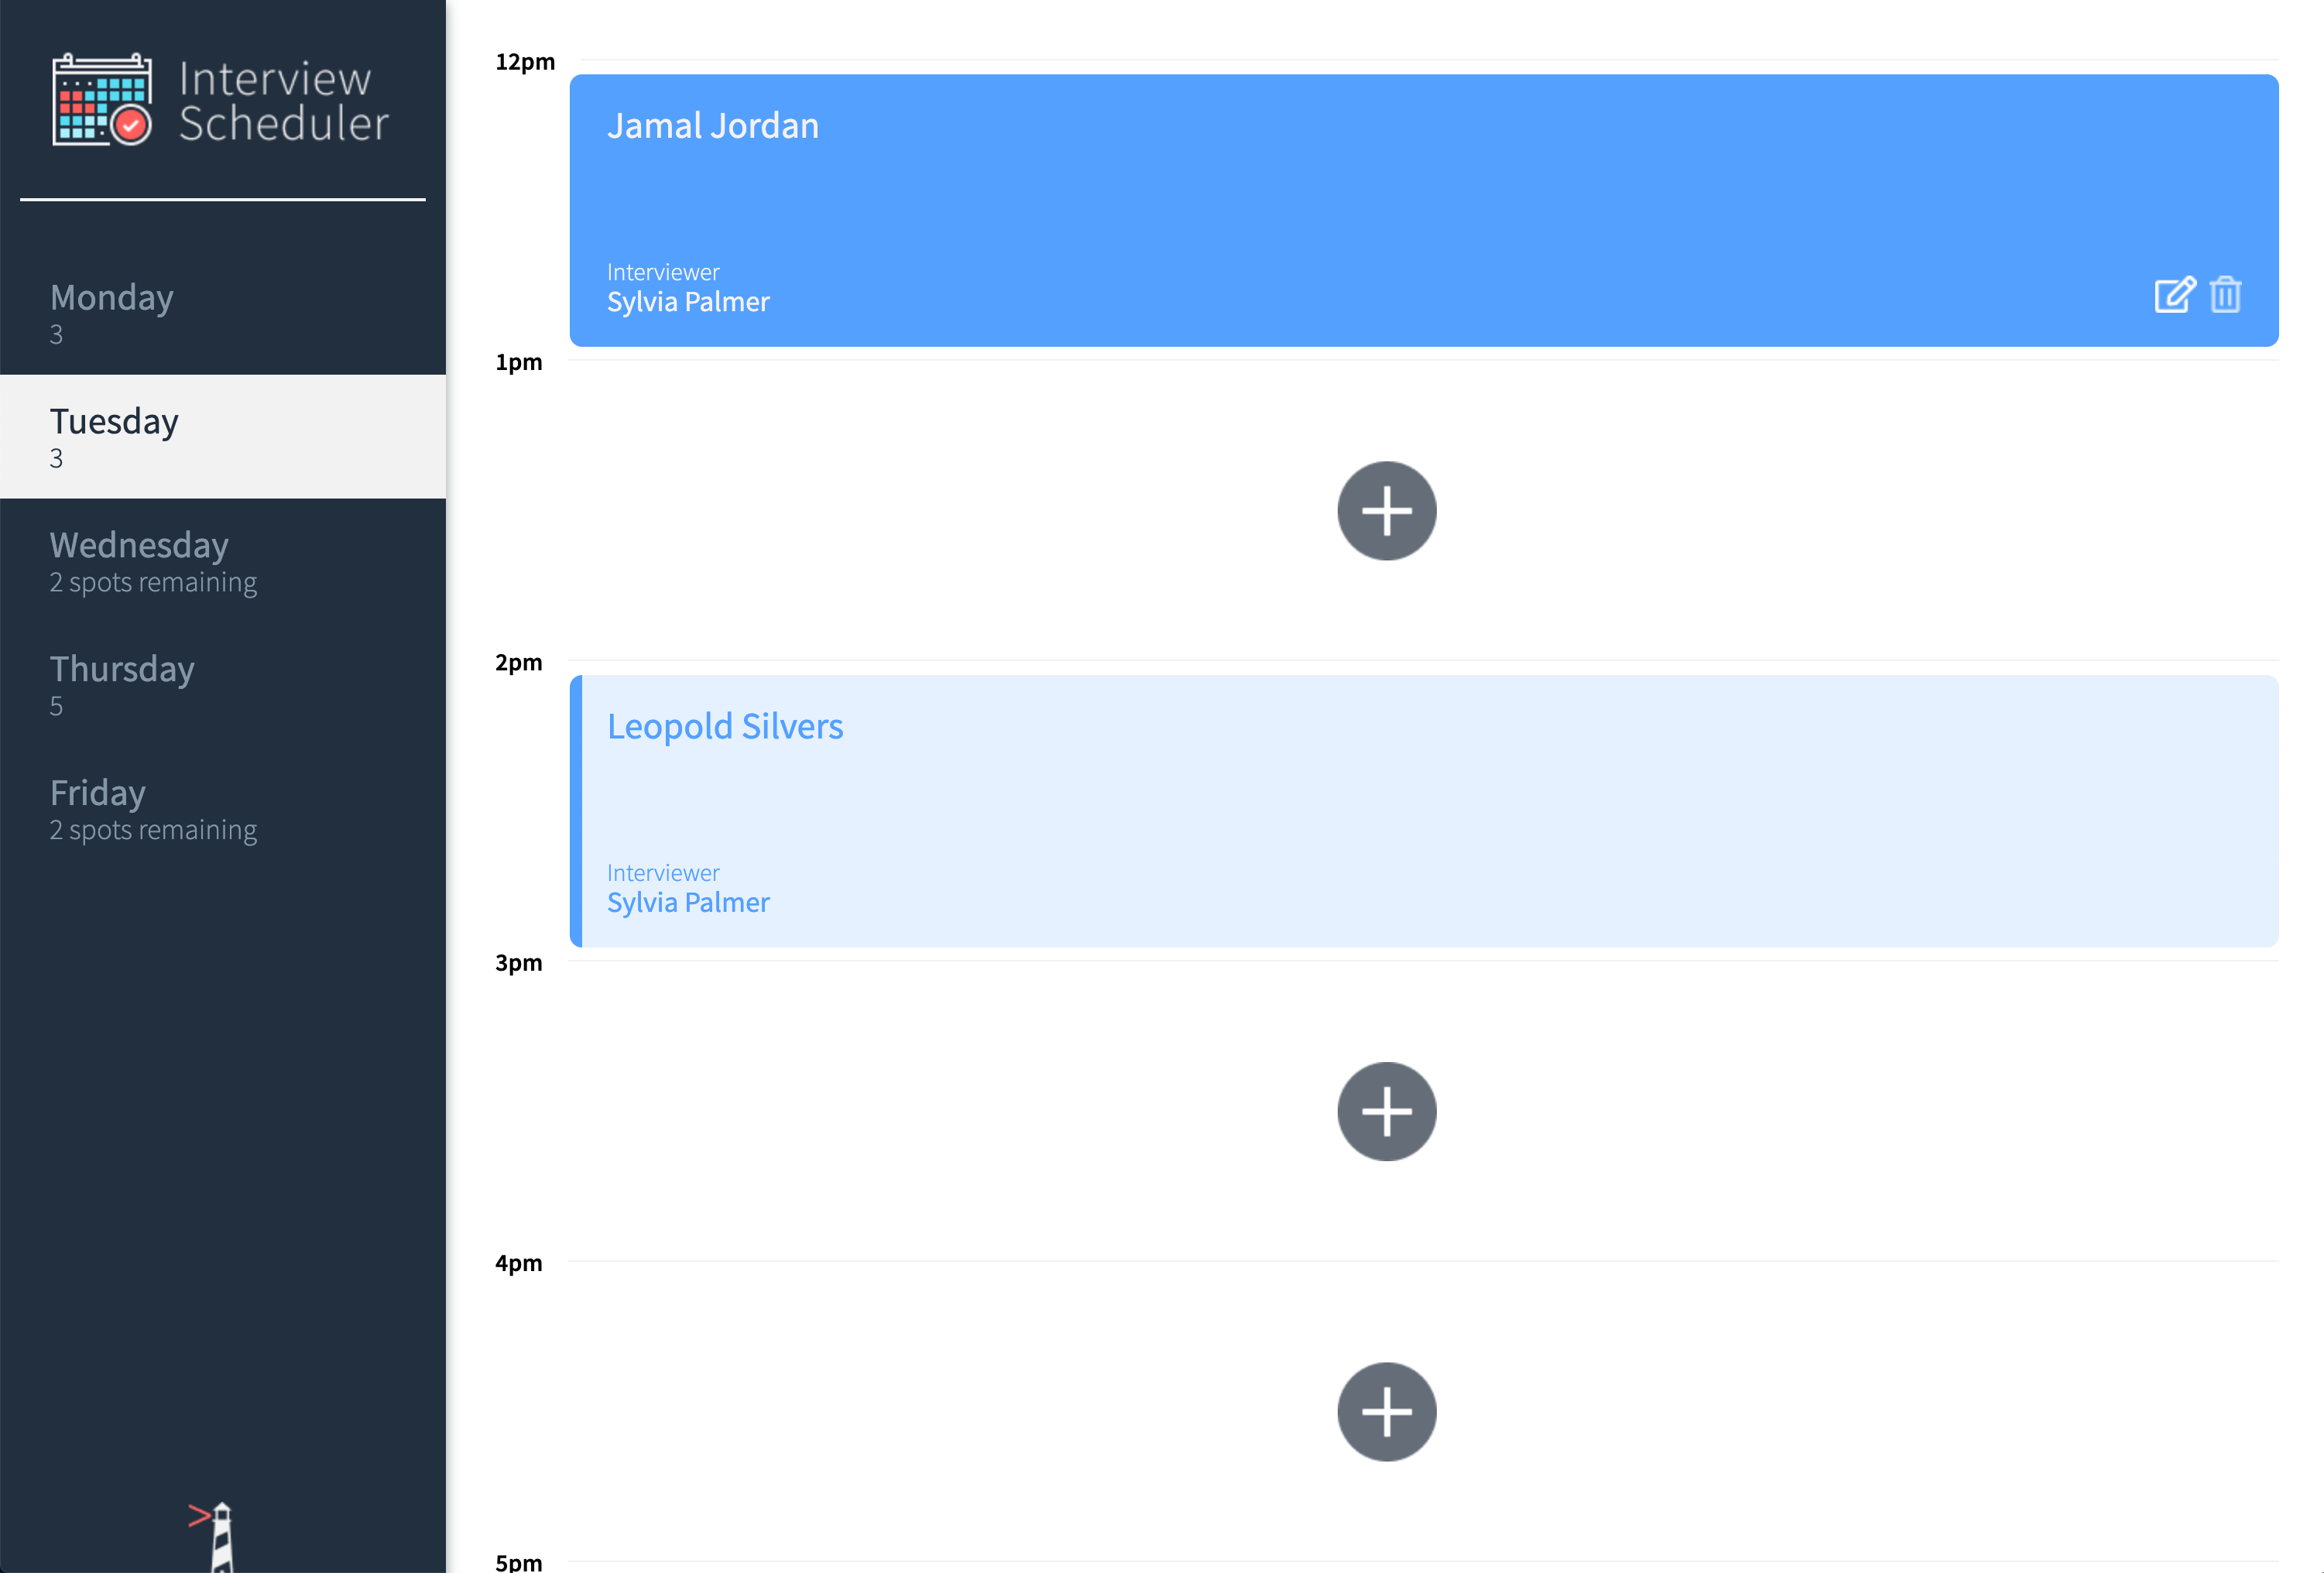 Interview
Scheduler
Monday
3
Tuesday
3
Wednesday
2 spots remaining
Thursday
5
Friday
2 spots remaining
12pm
Jamal Jordan
Interviewer
Sylvia Palmer
1pm
2pm
Leopold Silvers
Interviewer
Sylvia Palmer
3pm
4pm
5pm